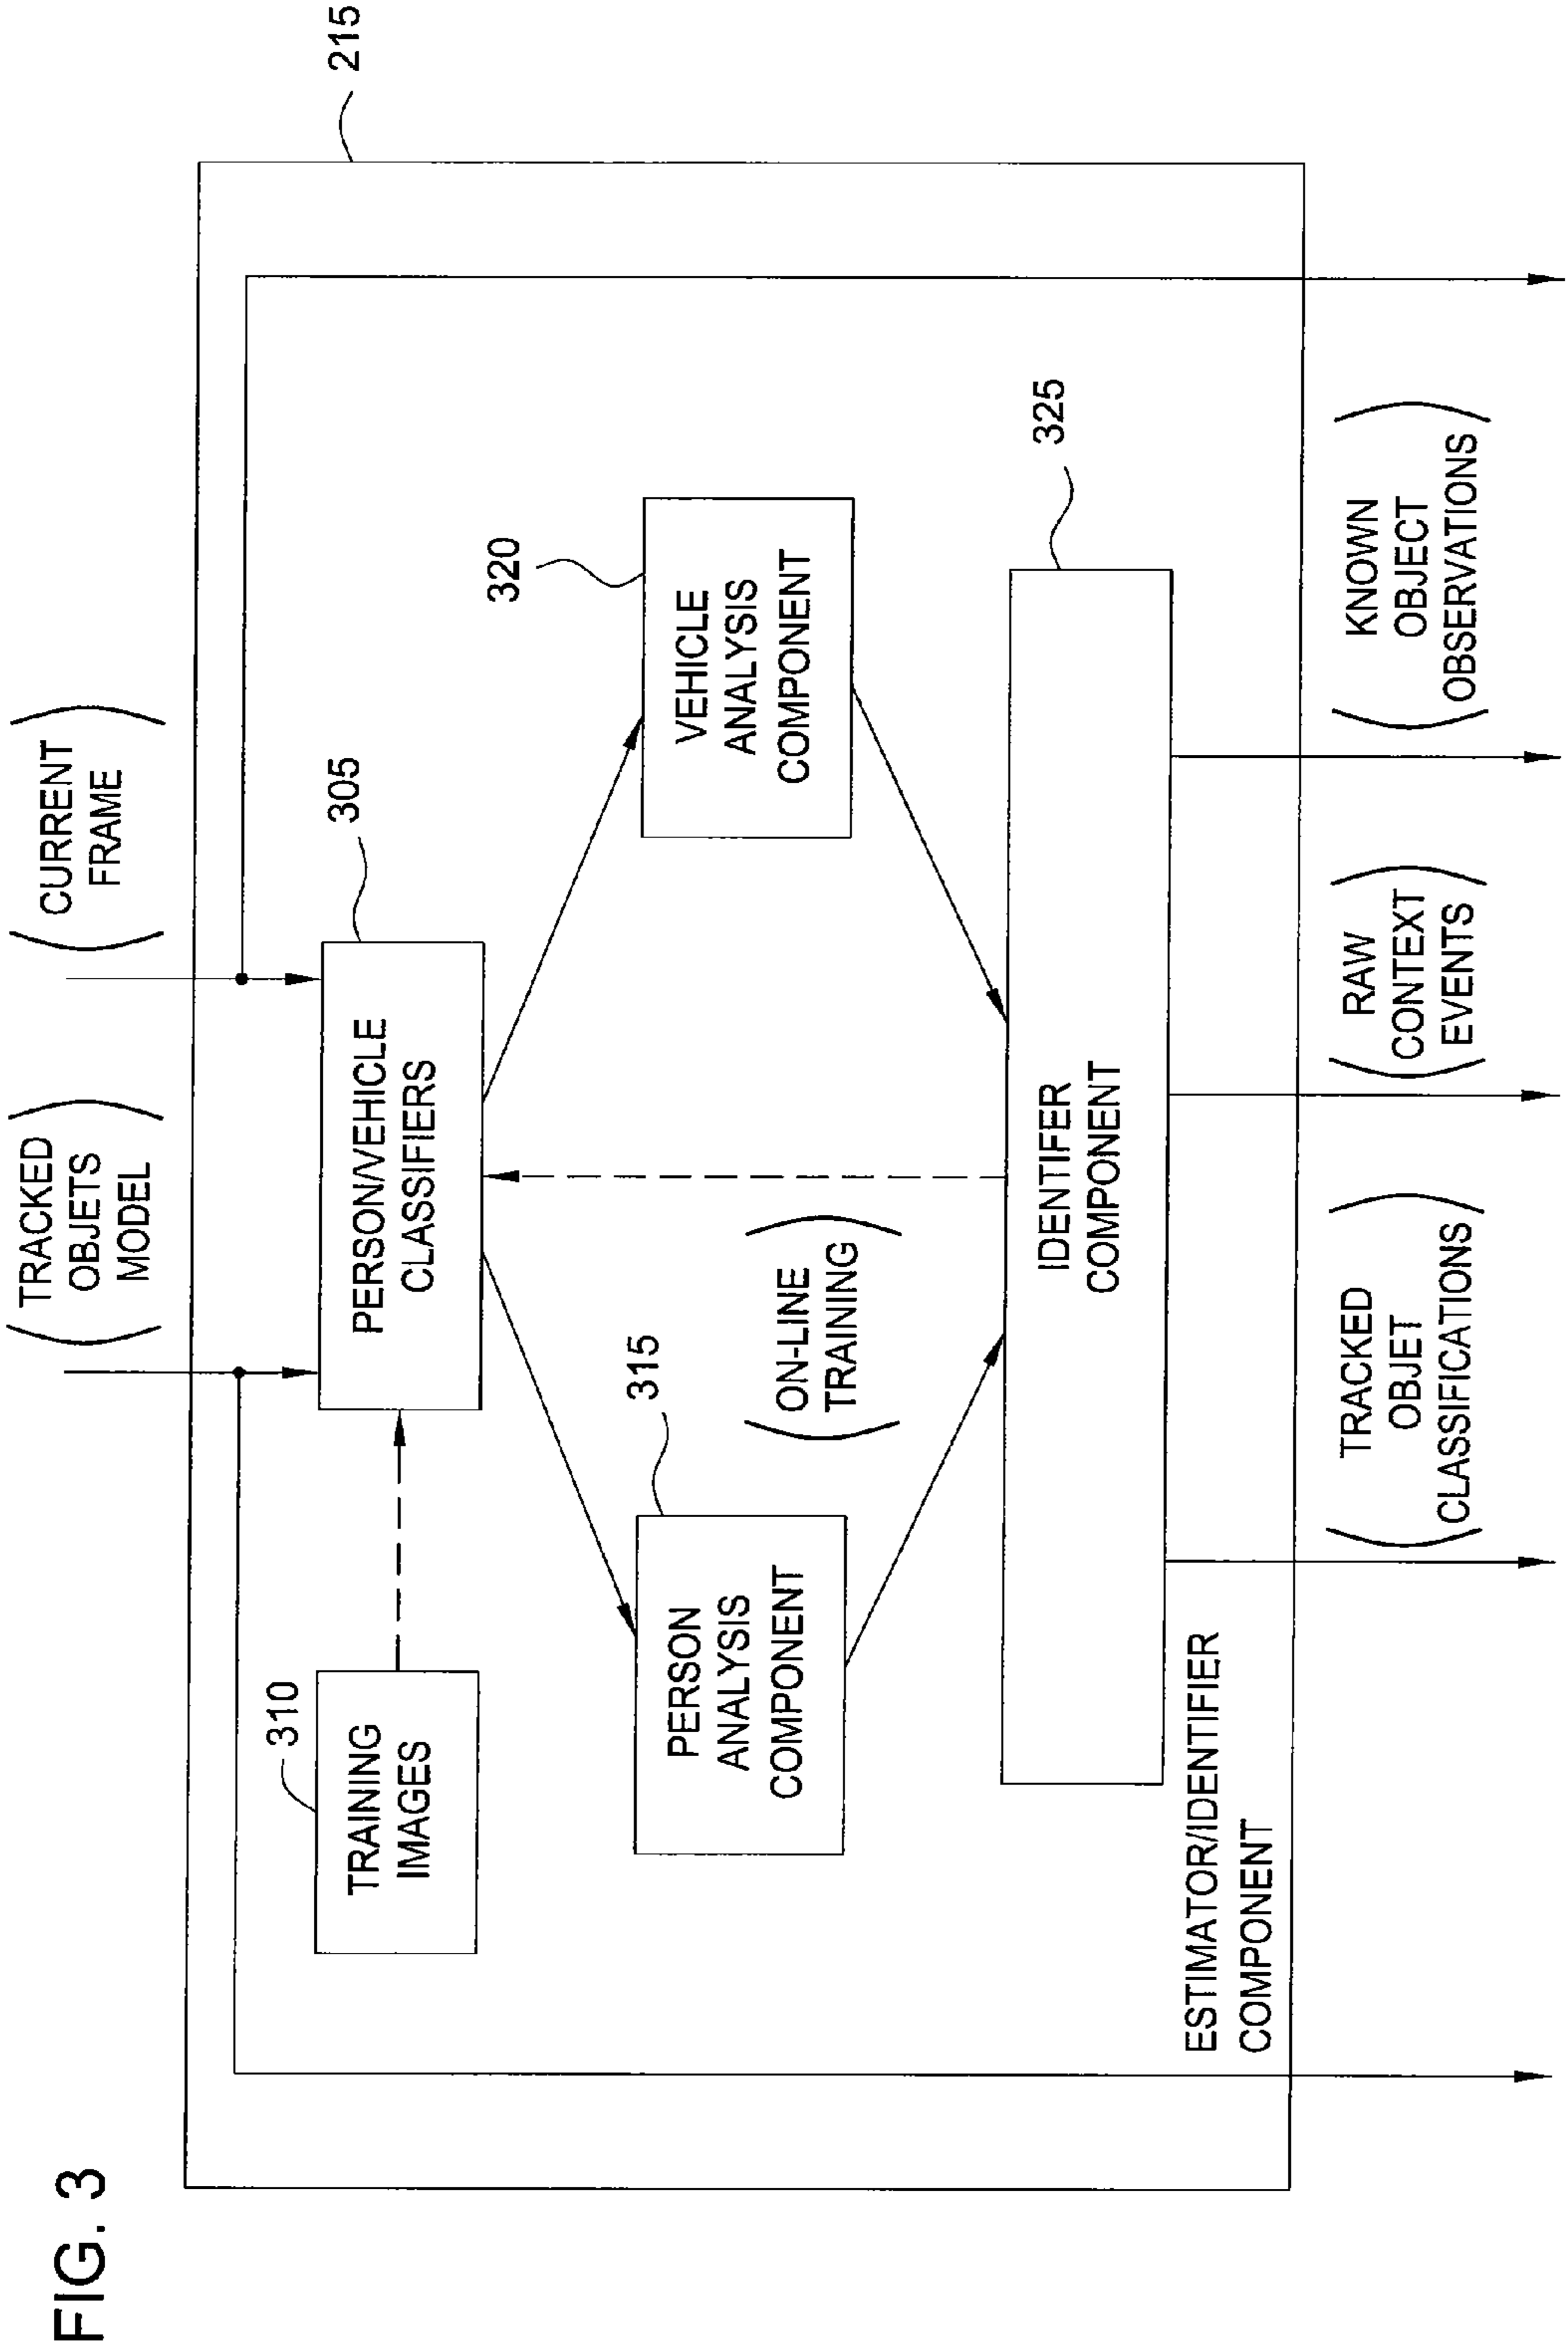 FIG. 3
TRACKED
OBJETS
MODEL
CURRENT
FRAME
215
310
TRAINING
IMAGES
305
PERSON/VEHICLE
CLASSIFIERS
315
PERSON
ANALYSIS
COMPONENT
320
VEHICLE
ANALYSIS
COMPONENT
ON-LINE
TRAINING
325
IDENTIFER
COMPONENT
ESTIMATOR/IDENTIFIER
COMPONENT
TRACKED
OBJET
CLASSIFICATIONS
RAW
CONTEXT
EVENTS
KNOWN
OBJECT
OBSERVATIONS